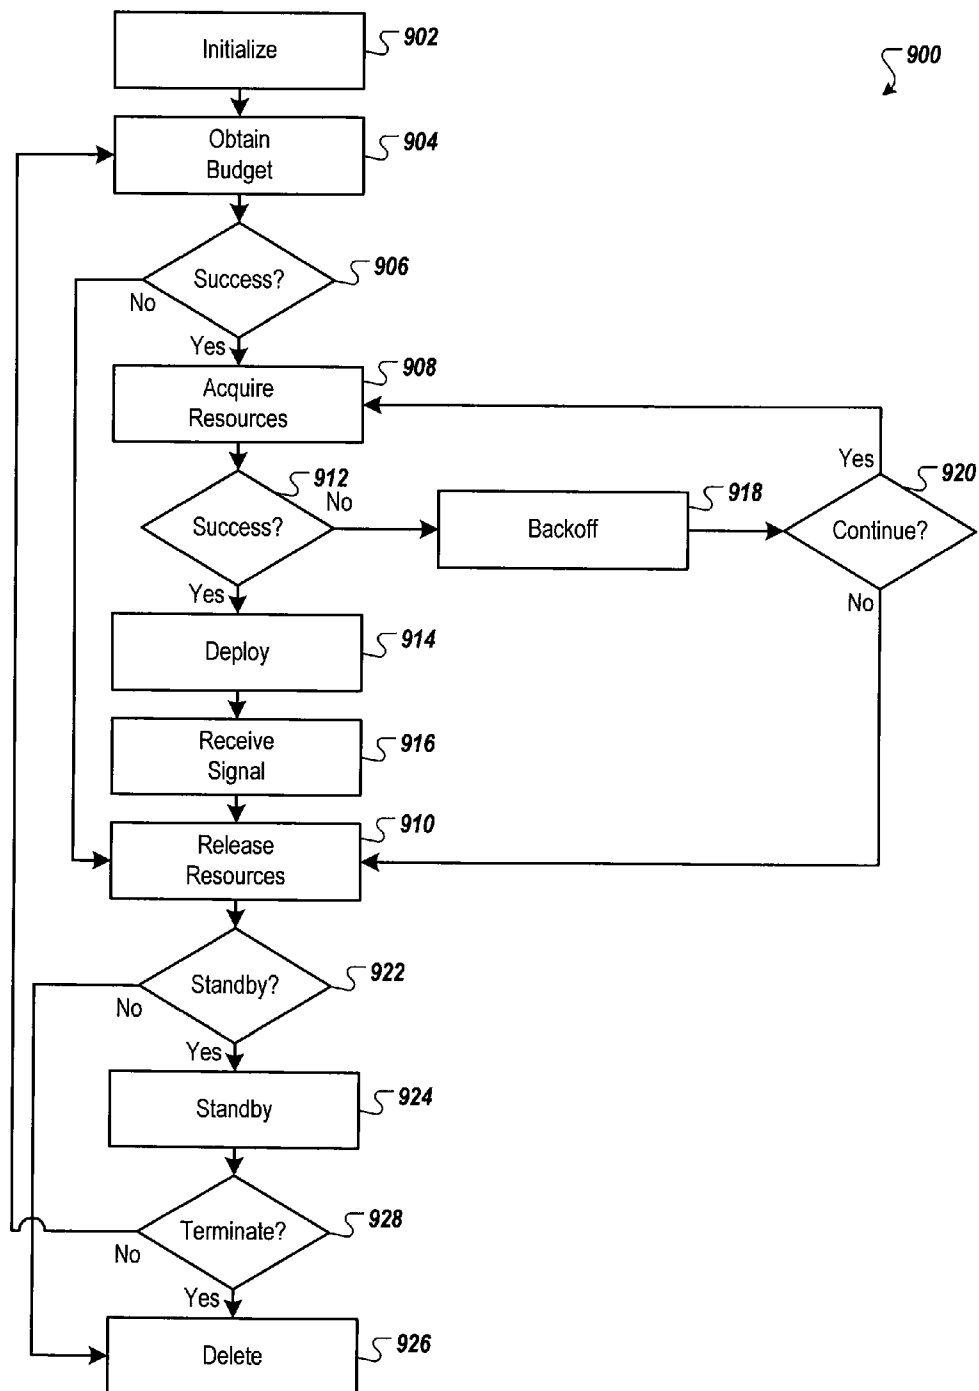 Initialize
902
900
Obtain
Budget
904
Success?
906
No
Yes
908
Acquire
Resources
Yes
920
912
No
918
Success?
Backoff
Continue?
Yes
No
Deploy
914
Receive
Signal
916
910
Release
Resources
Standby?
922
No
Yes
Standby
924
Terminate?
928
No
Yes
Delete
926